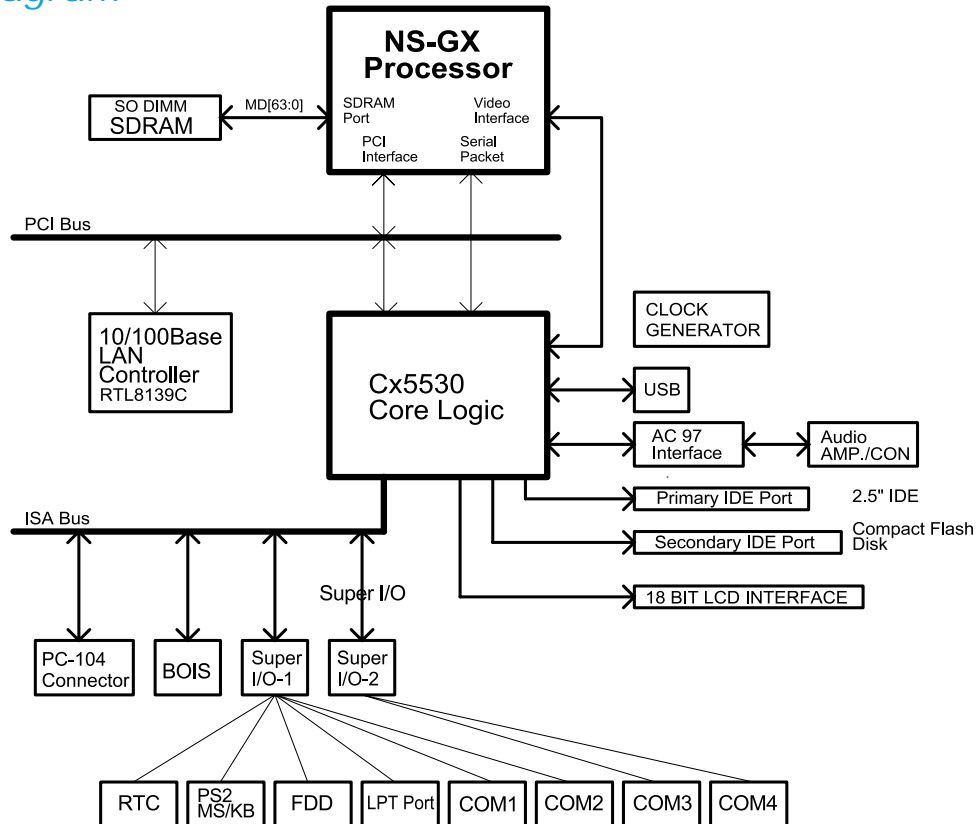 NS-GX
Processor
SO DIMM
SDRAM
MD[63:0]
SDRAM
Port
Video
Interface
PCI
Interface
Serial
Packet
PCI Bus
10/100Base
LAN
Controller
RTL8139C
CLOCK
GENERATOR
Cx5530
Core Logic
USB
AC 97
Interface
Audio
AMP./CON
Primary IDE Port
2.5" IDE
Secondary IDE Port
Compact Flash
Disk
18 BIT LCD INTERFACE
ISA Bus
Super I/O
PC-104
Connector
BOIS
Super
I/O-1
Super
I/O-2
RTC
PS2
MS/KB
FDD
LPT Port
COM1
COM2
COM3
COM4